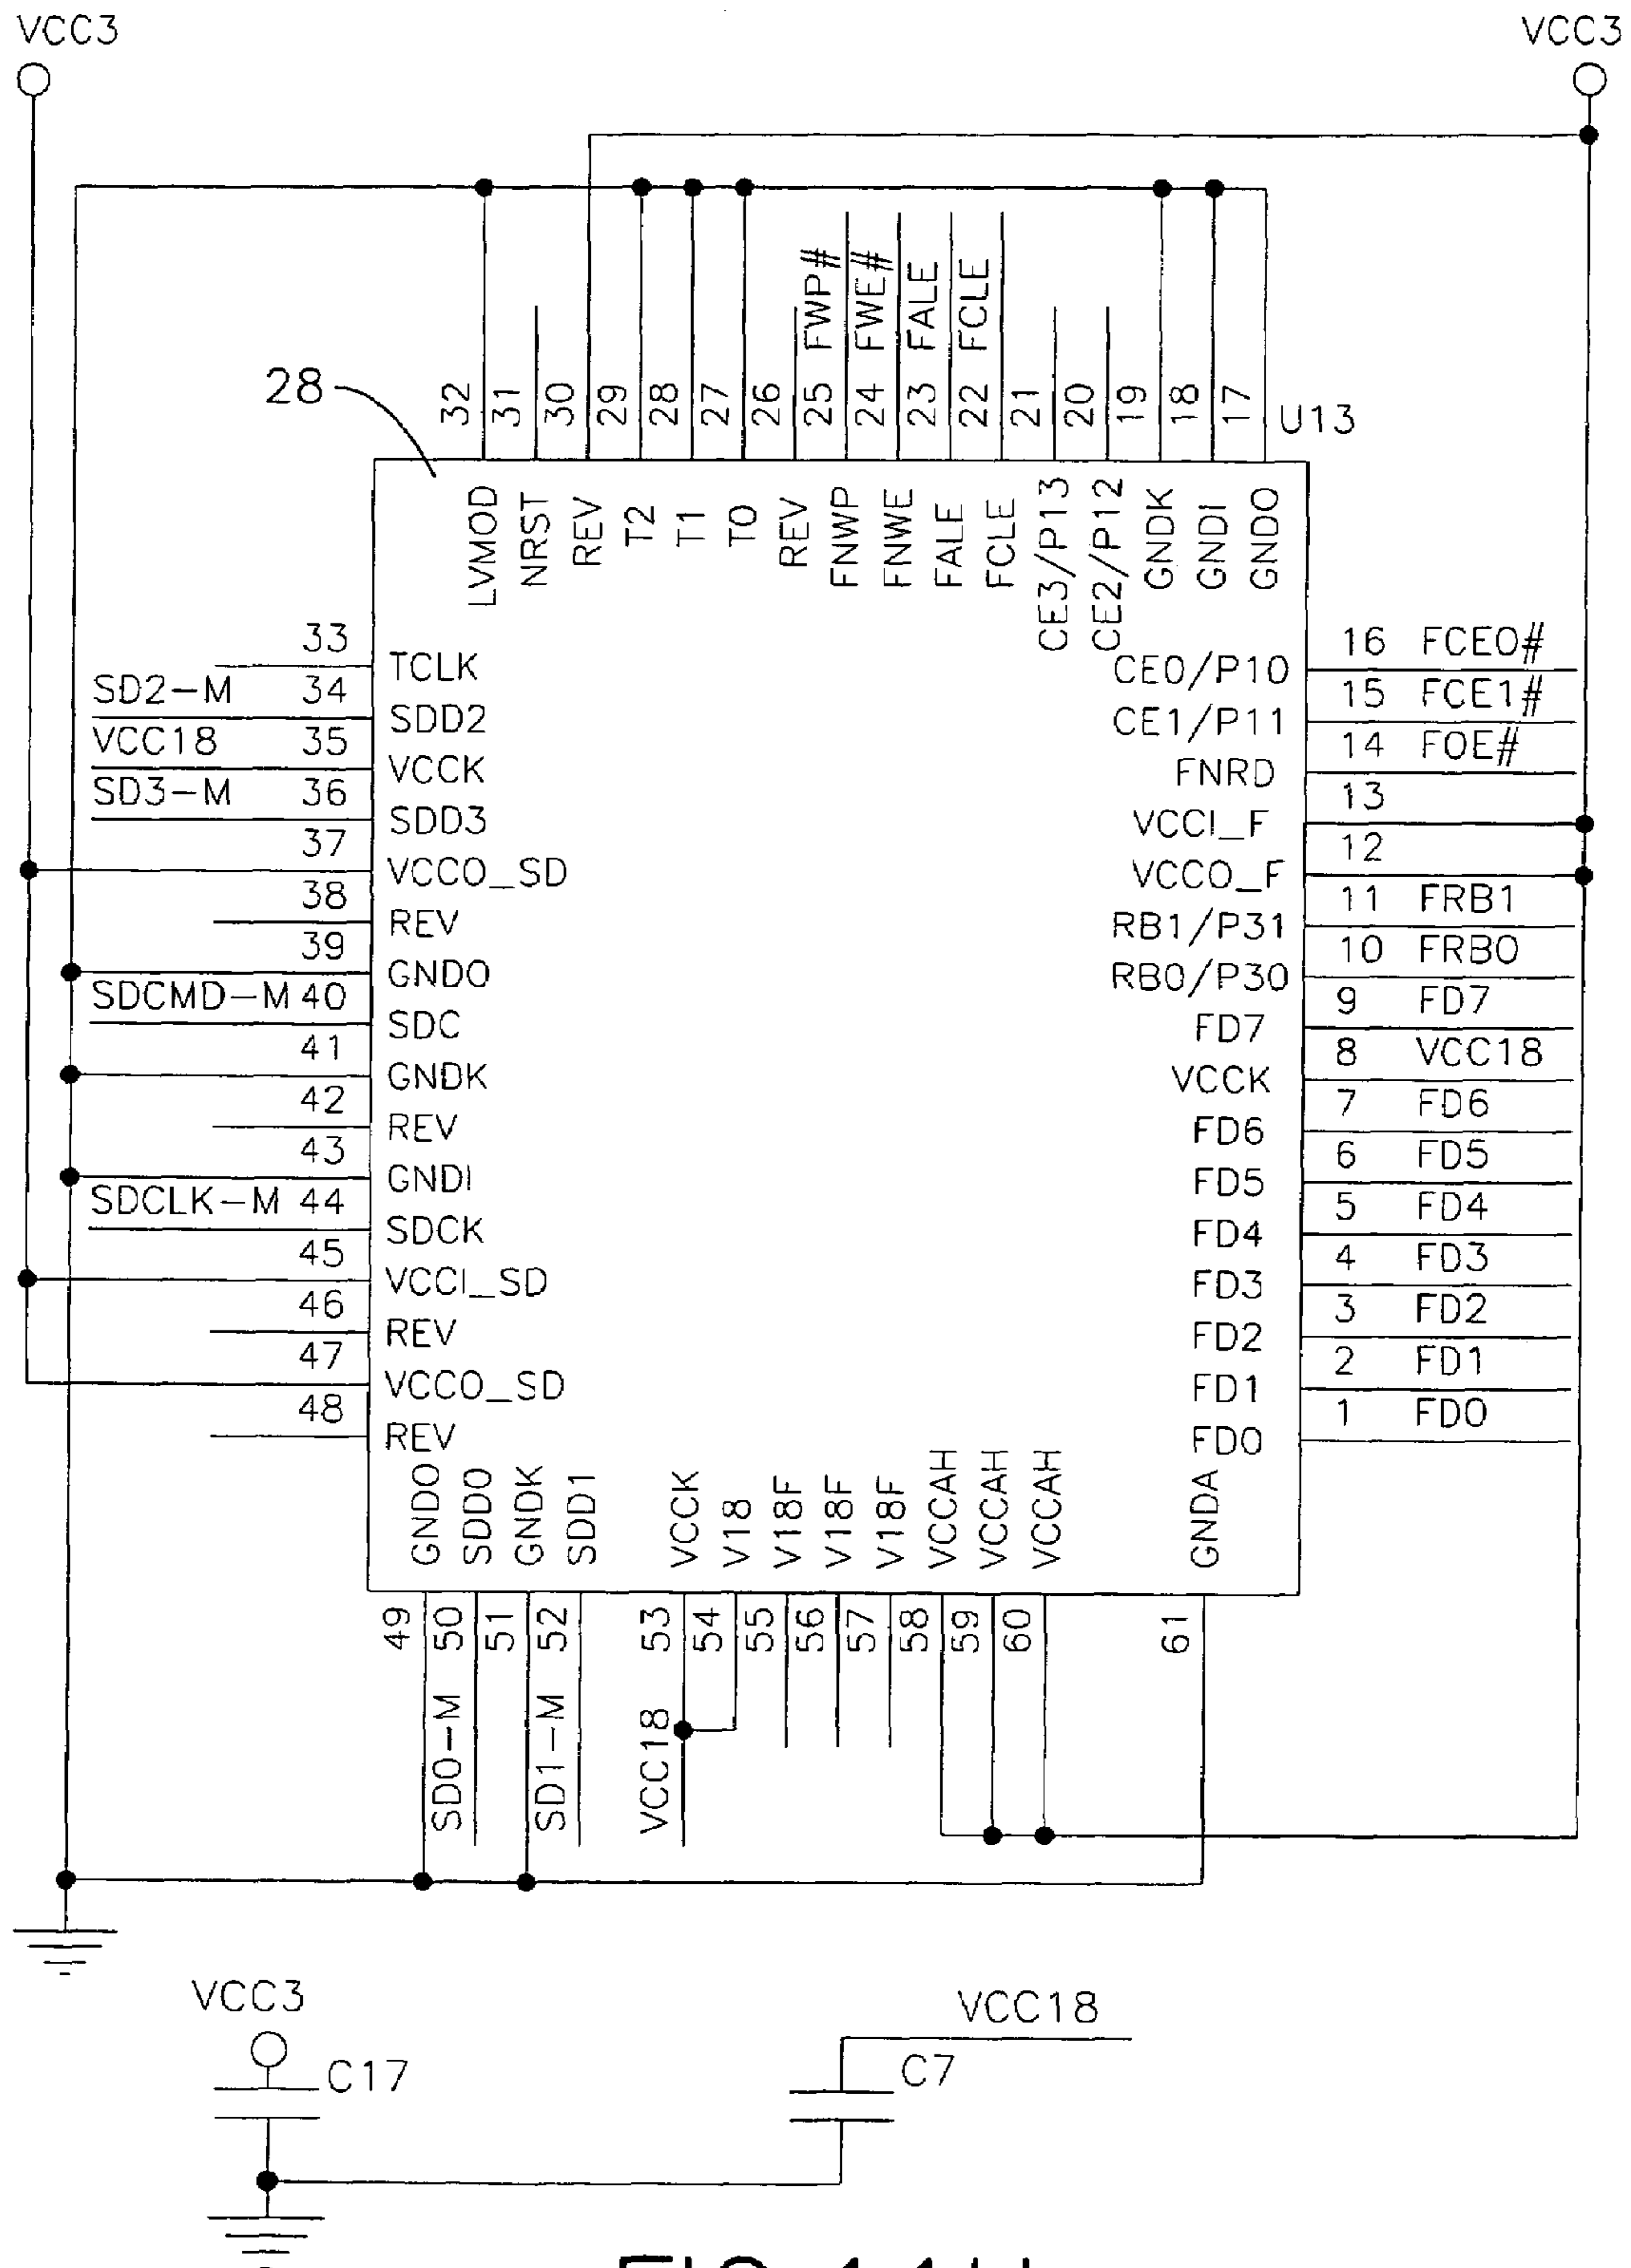 VCC3
VCC3
FWP#
FWE#
FALE
FCLE
28
32
31
30
29
28
27
26
25
24
23
22
21
20
19
18
17
U13
LVMOD
NRST
REV
T2
T1
T0
REV
FNWP
FNWE
FALE
FCLE
CE3/P13
CE2/P12
GNDK
GNDI
GNDO
33
TCLK
SD2-M 34
SDD2
VCC18 35
VCCK
SD3-M 36
SDD3
37
VCCO_SD
38
REV
39
GNDO
SDCMD-M 40
SDC
41
GNDK
42
REV
43
GNDI
SDCLK-M 44
SDCK
45
VCCI_SD
46
REV
47
VCCO_SD
48
REV
16 FCE0#
CE0/P10
15 FCE1#
CE1/P11
14 FOE#
FNRD
13
VCCI_F
12
VCCO_F
11 FRB1
RB1/P31
10 FRB0
RB0/P30
9 FD7
FD7
8 VCC18
VCCK
7 FD6
FD6
6 FD5
FD5
5 FD4
FD4
4 FD3
FD3
3 FD2
FD2
2 FD1
FD1
1 FD0
FD0
GNDO
SDD0
GNDK
SDD1
VCCK
V18
V18F
V18F
V18F
VCCAH
VCCAH
VCCAH
GNDA
49
50
51
52
53
54
55
56
57
58
59
60
61
SD0-M
SD1-M
VCC18
VCC3
C17
VCC18
C7